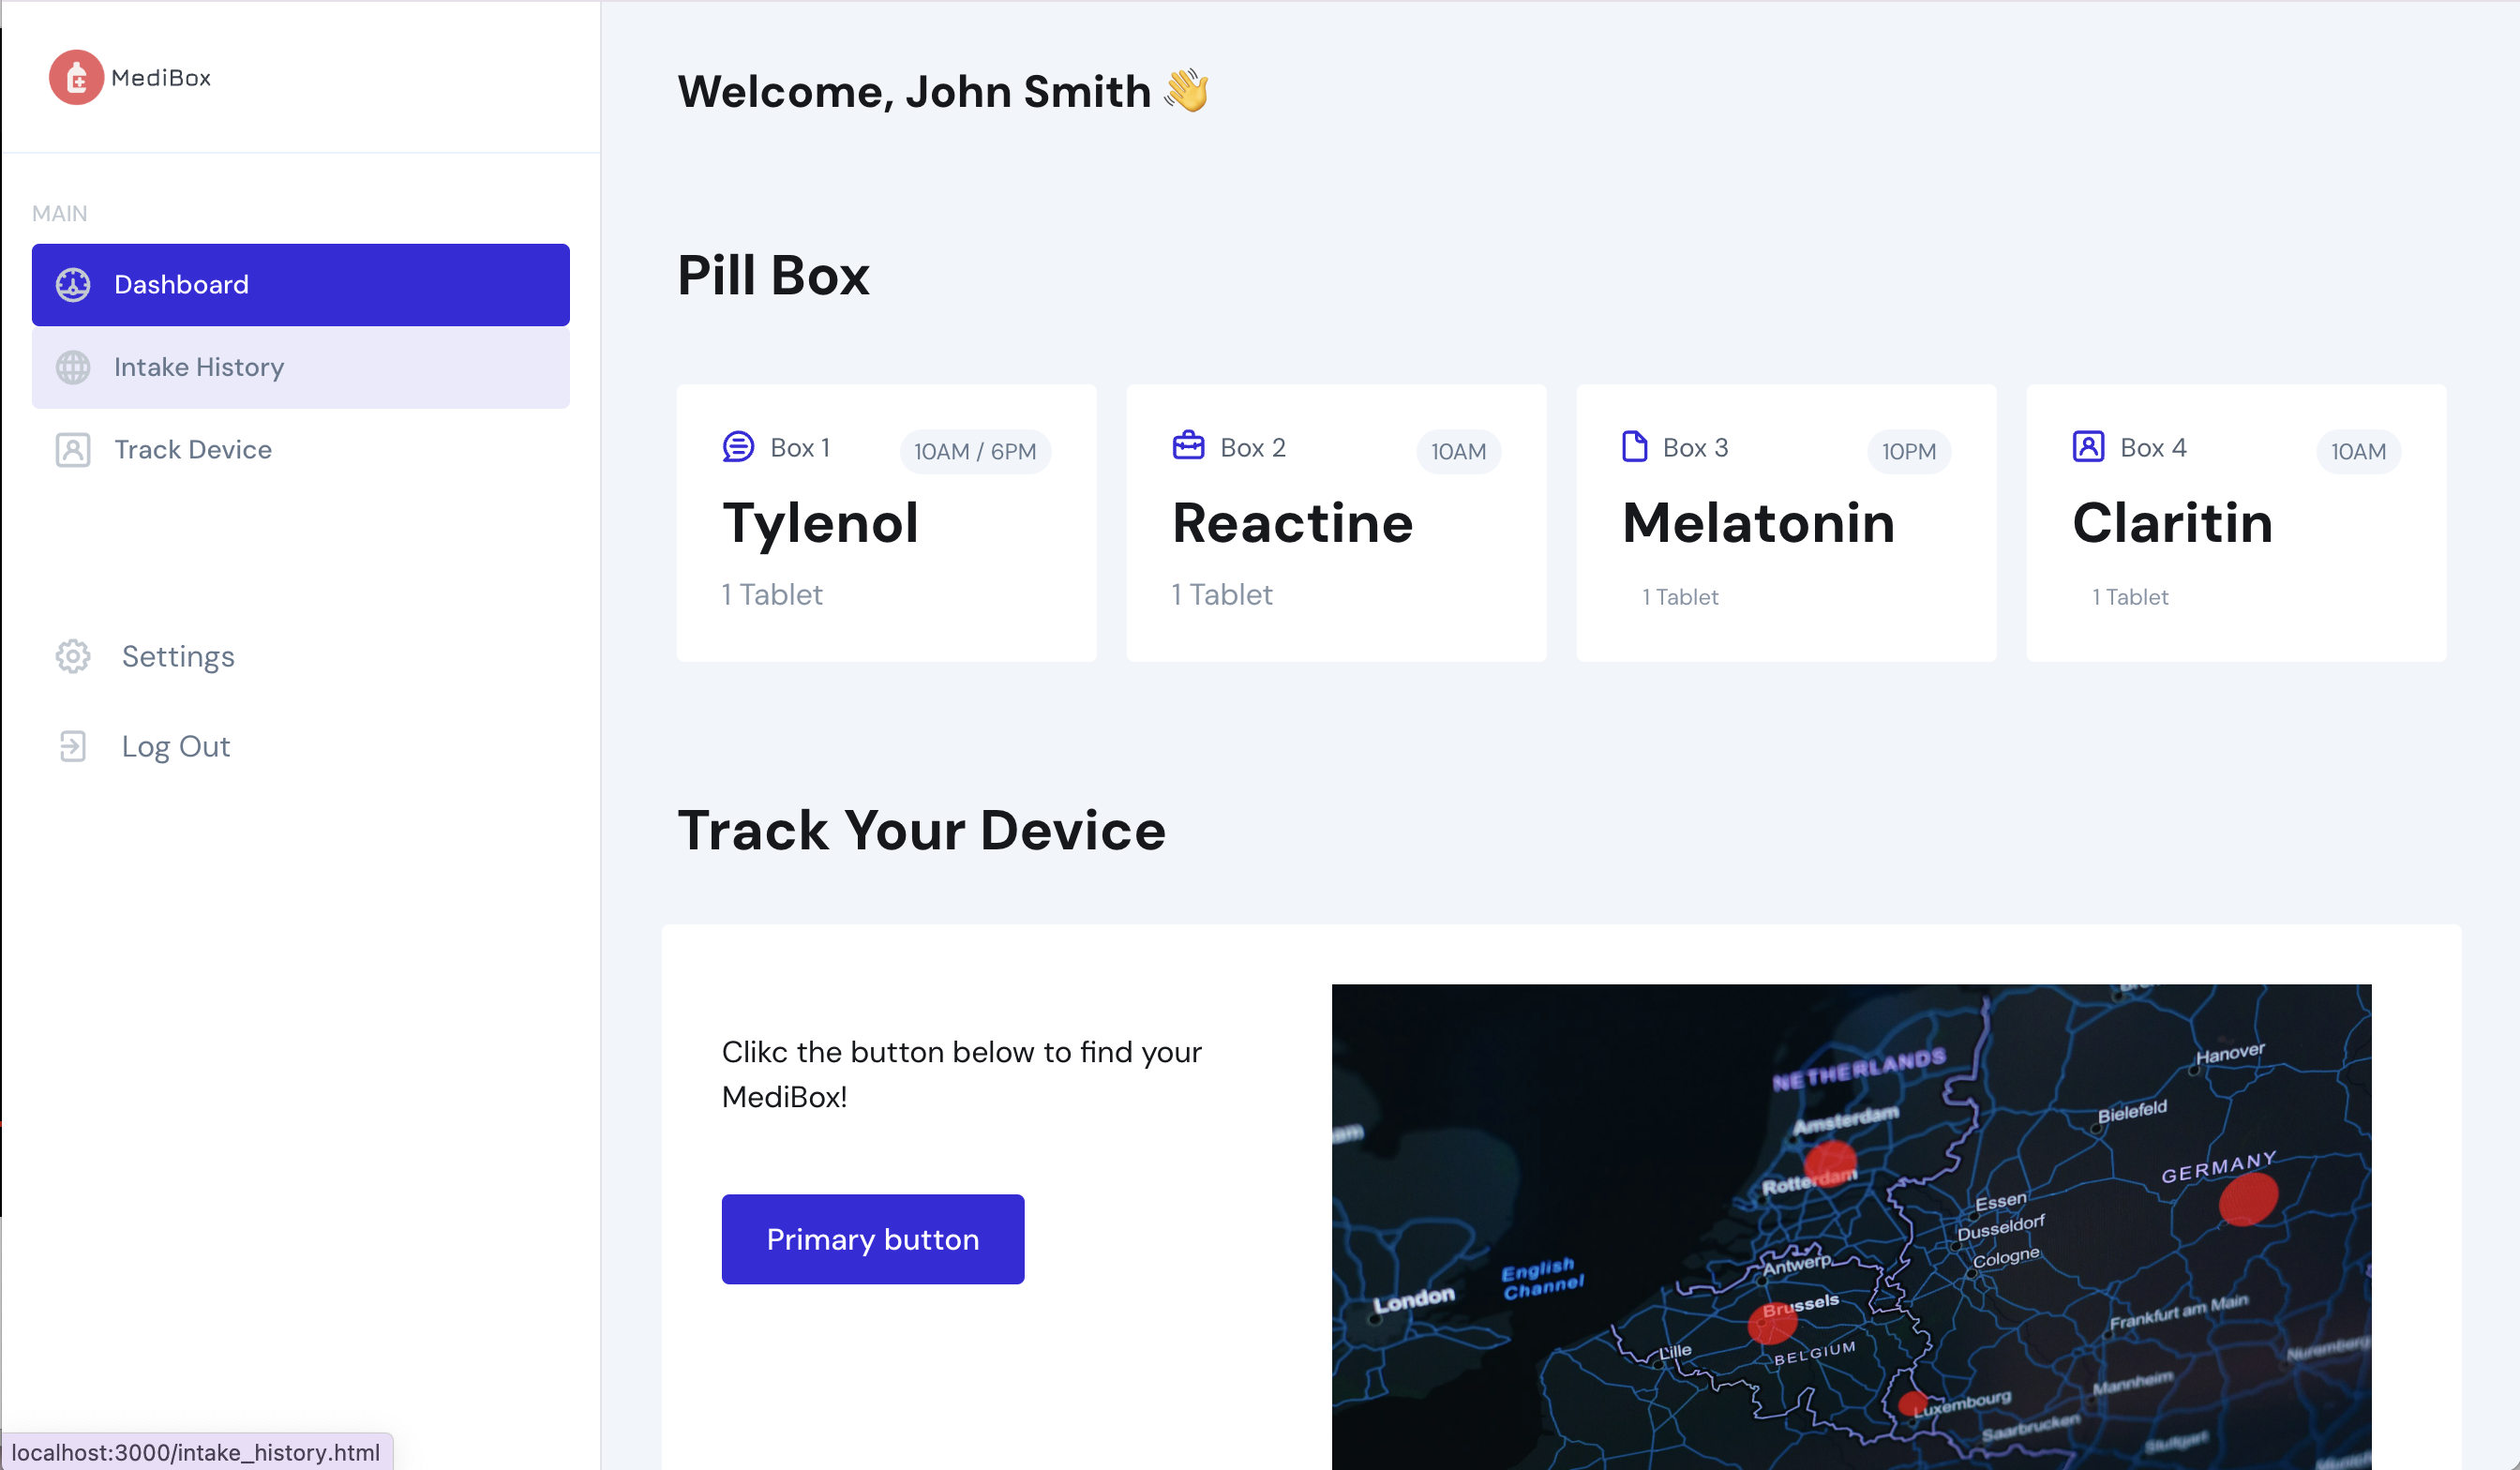 MediBox
MAIN
Dashboard
Intake History
Track Device
Settings
Log Out
Welcome, John Smith 👋
Pill Box
Box 1
10AM / 6PM
Tylenol
1 Tablet
Box 2
10AM
Reactine
1 Tablet
Box 3
10PM
Melatonin
1 Tablet
Box 4
10AM
Claritin
1 Tablet
Track Your Device
Clikc the button below to find your
MediBox!
Primary button
NETHERLANDS
Amsterdam
Rotterdam
Hanover
Bielefeld
GERMANY
Essen
Dusseldorf
Cologne
English
Channel
Antwerp
London
Brussels
Frankfurt am Main
Lille
BELGIUM
Nuremberg
Mannheim
Luxembourg
Saarbrucken
Stuttgart
localhost:3000/intake_history.html